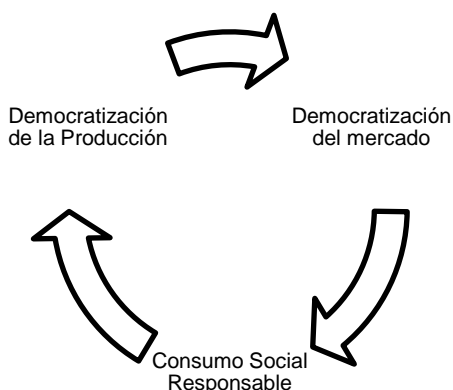 Democratización
de la Producción
Democratización
del mercado
Consumo Social
Responsable